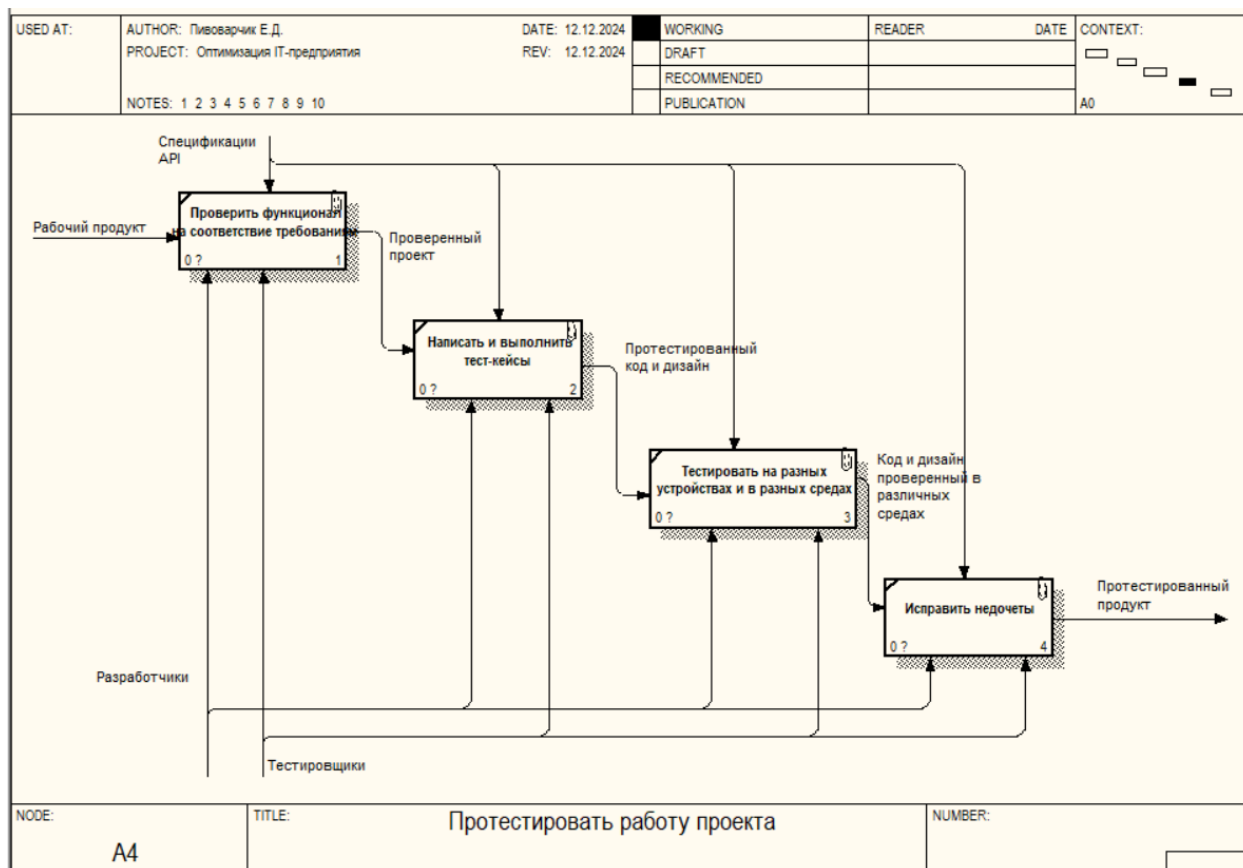 USED AT:
AUTHOR: Пивоварчик Е.Д.
DATE: 12.12.2024
PROJECT: Оптимизация IT-предприятия
REV: 12.12.2024
NOTES: 1 2 3 4 5 6 7 8 9 10
WORKING
DRAFT
RECOMMENDED
PUBLICATION
READER
DATE
CONTEXT:
A0
Спецификации
API
Рабочий продукт
Проверить функционал
на соответствие требованиям
0 ?
1
Проверенный
проект
Написать и выполнить
тест-кейсы
0 ?
2
Протестированный
код и дизайн
Тестировать на разных
устройствах и в разных средах
0 ?
3
Код и дизайн
проверенный в
различных
средах
Исправить недочеты
0 ?
4
Протестированный
продукт
Разработчики
Тестировщики
NODE:
A4
TITLE:
Протестировать работу проекта
NUMBER: